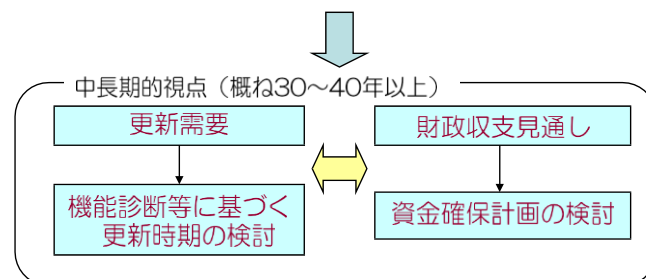 中長期的視点（概ね30～40年以上）
更新需要
財政収支見通し
機能診断等に基づく
更新時期の検討
資金確保計画の検討